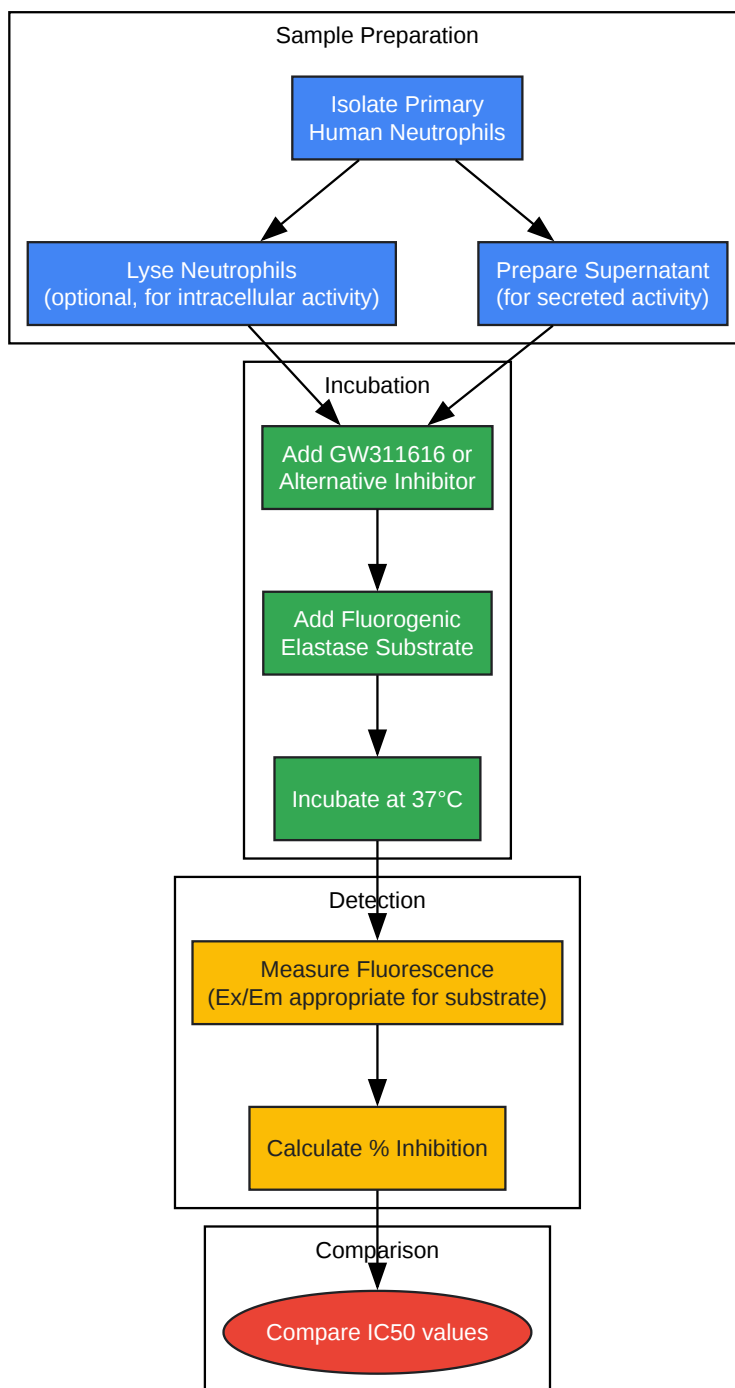 Sample Preparation
Isolate Primary
Human Neutrophils
Lyse Neutrophils
(optional, for intracellular activity)
Prepare Supernatant
(for secreted activity)
Incubation
Add GW311616 or
Alternative Inhibitor
Add Fluorogenic
Elastase Substrate
Incubate at 37°C
Detection
Measure Fluorescence
(Ex/Em appropriate for substrate)
Calculate % Inhibition
Comparison
Compare IC50 values